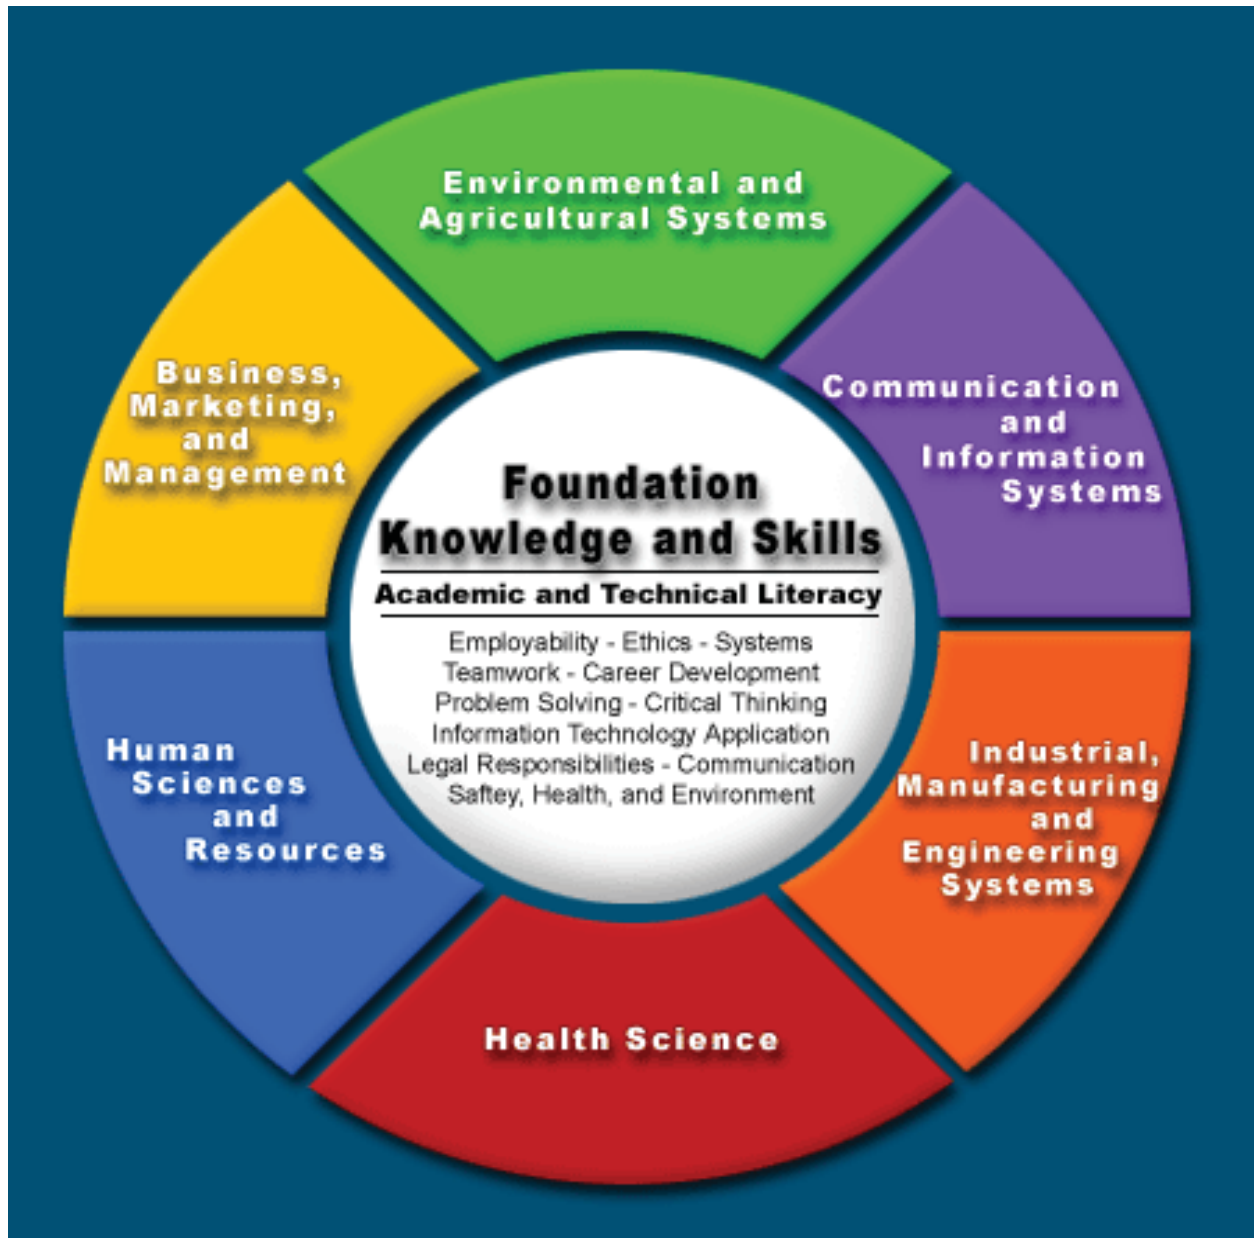 Environmental and
Agricultural Systems
Business,
Marketing,
and
Management
Communication
and
Information
Systems
Foundation
Knowledge and Skills
Academic and Technical Literacy
Employability - Ethics - Systems
Teamwork - Career Development
Problem Solving - Critical Thinking
Information Technology Application
Legal Responsibilities - Communication
Saftey, Health, and Environment
Human
Sciences
and
Resources
Industrial,
Manufacturing
and
Engineering
Systems
Health Science